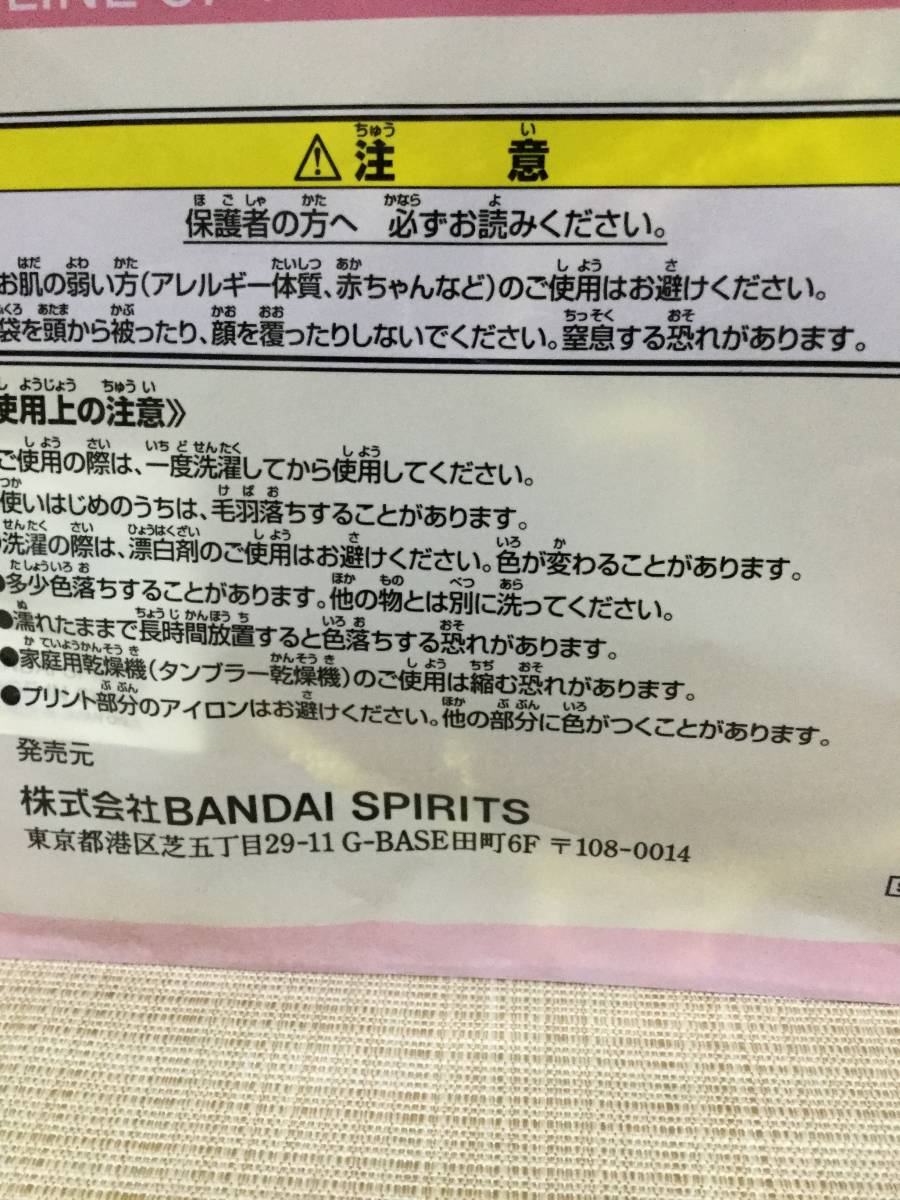 注意
保護者の方へ 必ずお読みください。
お肌の弱い方(アレルギー体質、赤ちゃんなど)のご使用はお避けください。
袋を頭から被ったり、顔を覆ったりしないでください。窒息する恐れがあります。
使用上の注意》
ご使用の際は、一度洗濯してから使用してください。
使いはじめのうちは、毛羽落ちすることがあります。
洗濯の際は、漂白剤のご使用はお避けください。色が変わることがあります。
●多少色落ちすることがあります。他の物とは別に洗ってください。
●濡れたままで長時間放置すると色落ちする恐れがあります。
●家庭用乾燥機(タンブラー乾燥機)のご使用は縮む恐れがあります。
●プリント部分のアイロンはお避けください。他の部分に色がつくことがあります。
発売元
株式会社BANDAI SPIRITS
東京都港区芝五丁目29-11 G-BASE田町6F 〒108-0014